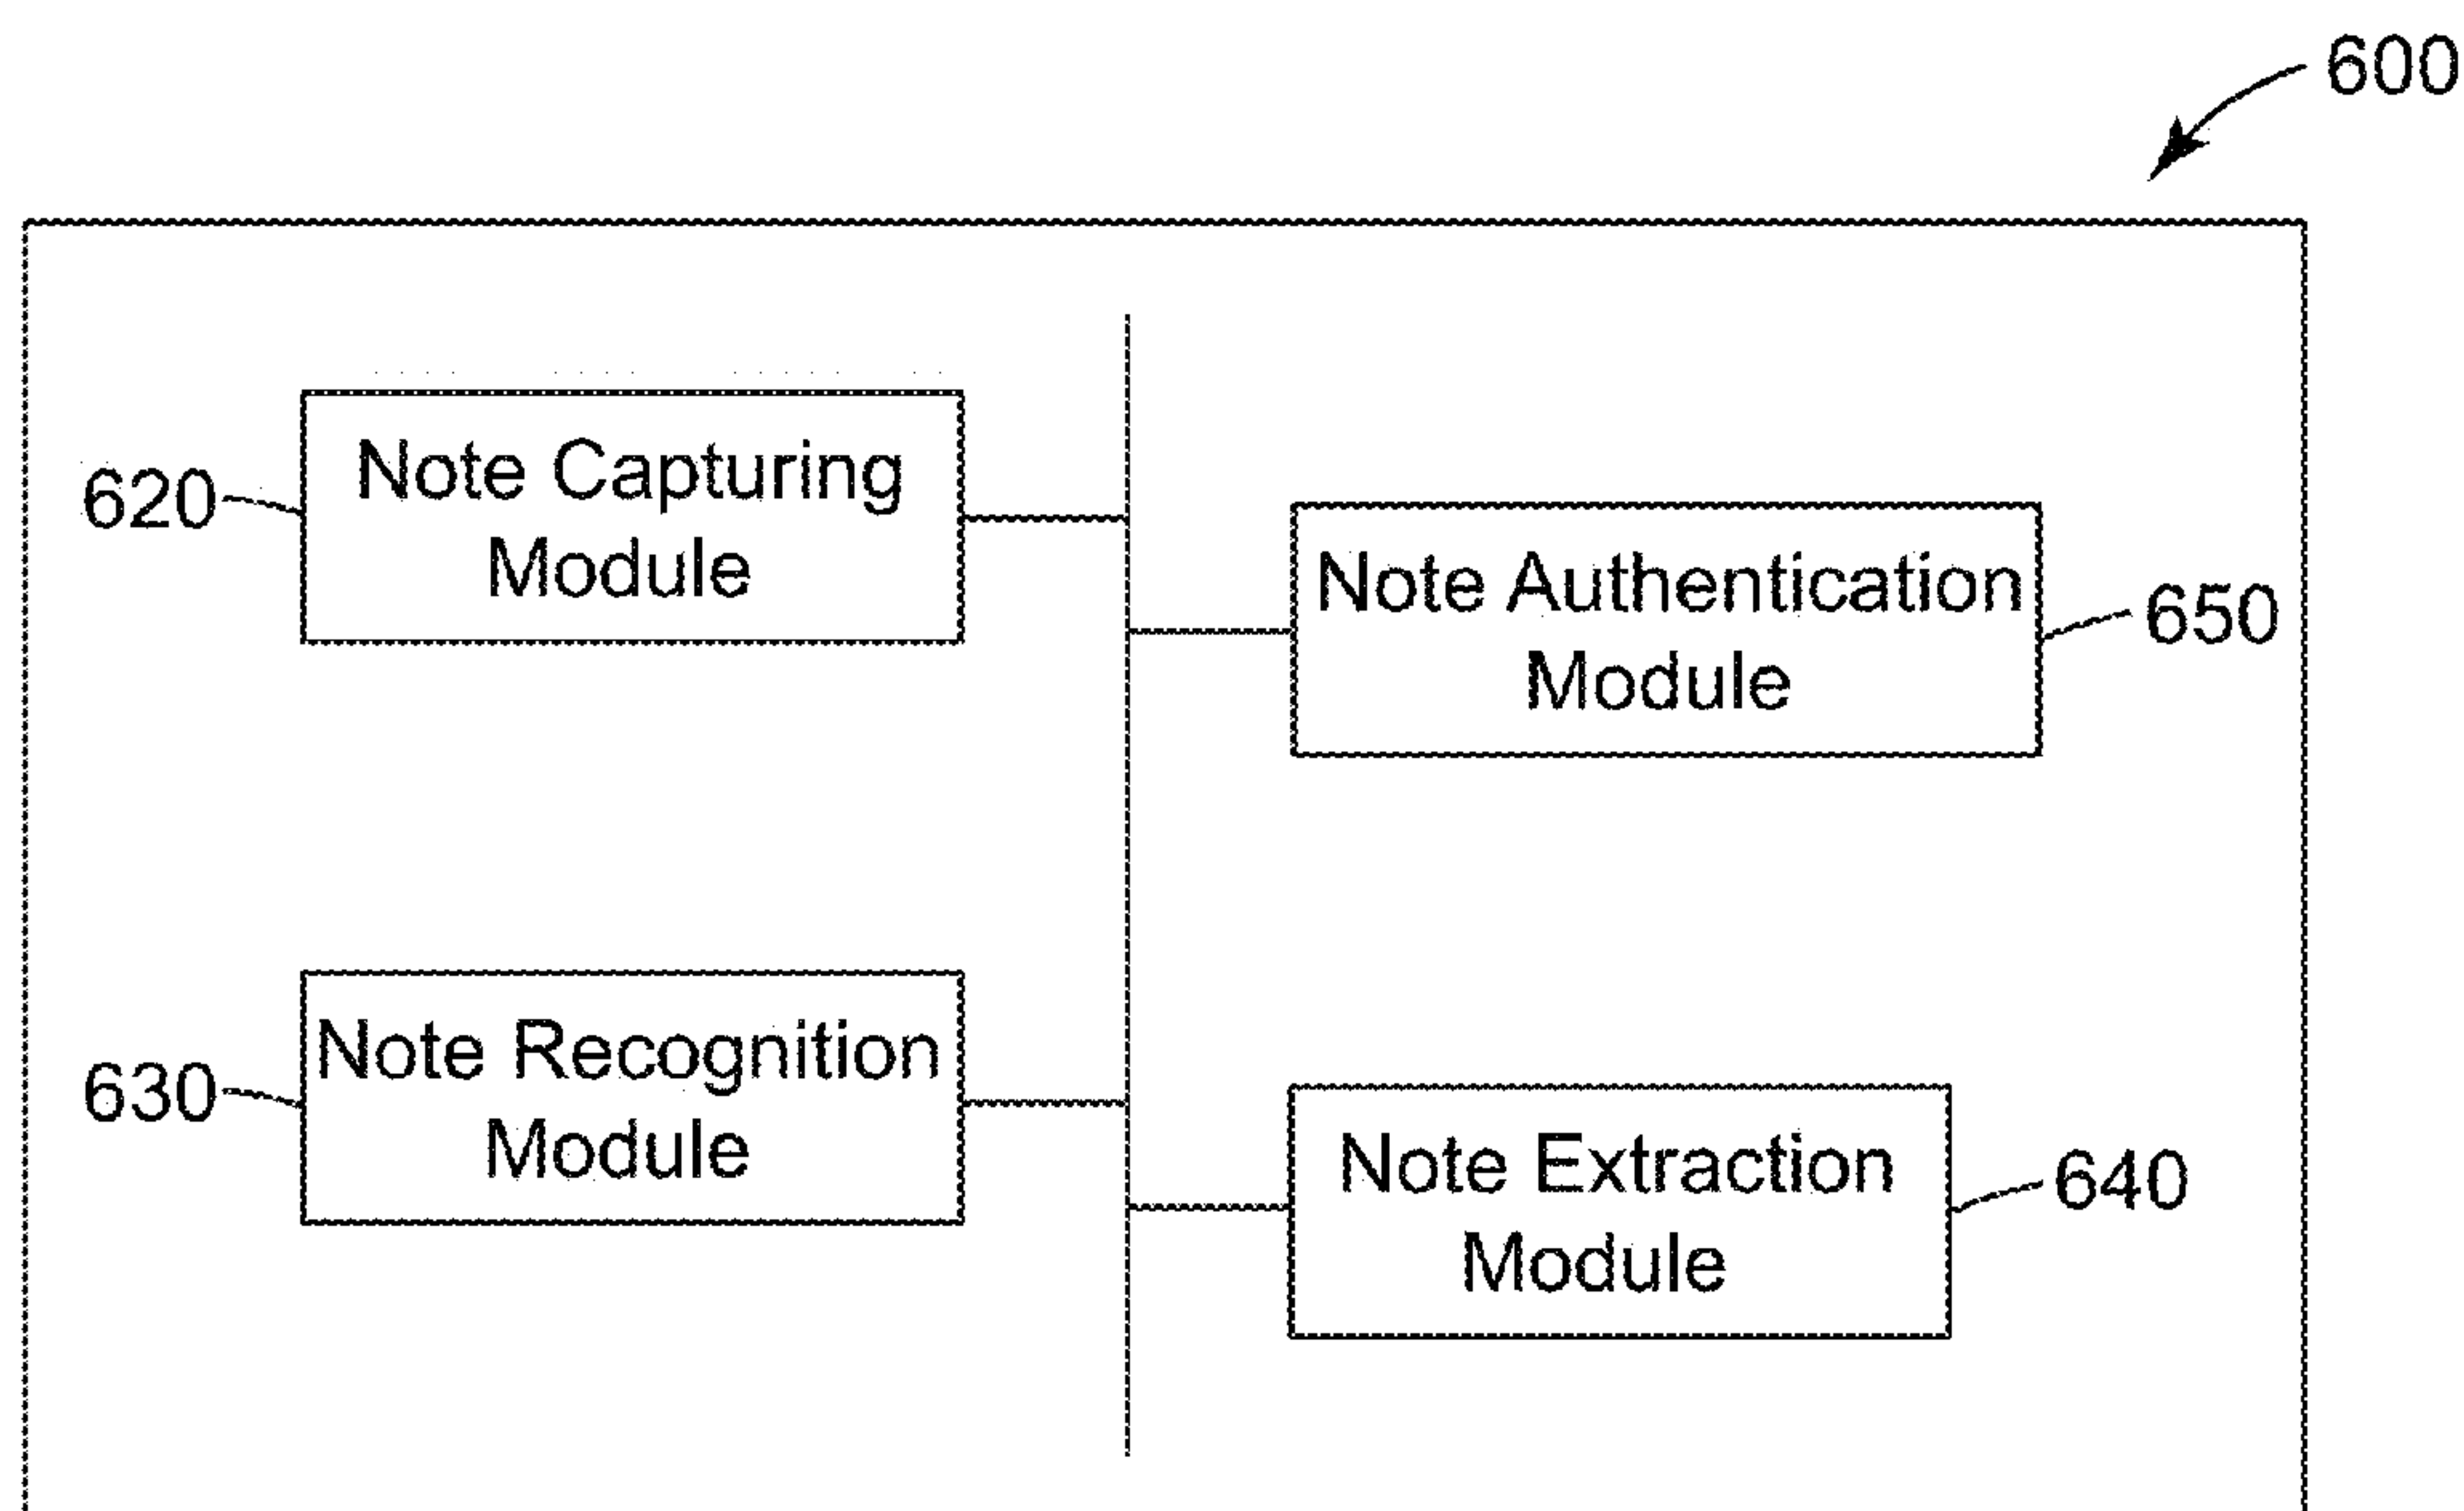 600
620
Note Capturing
Module
Note Authentication
Module
650
630
Note Recognition
Module
Note Extraction
Module
640